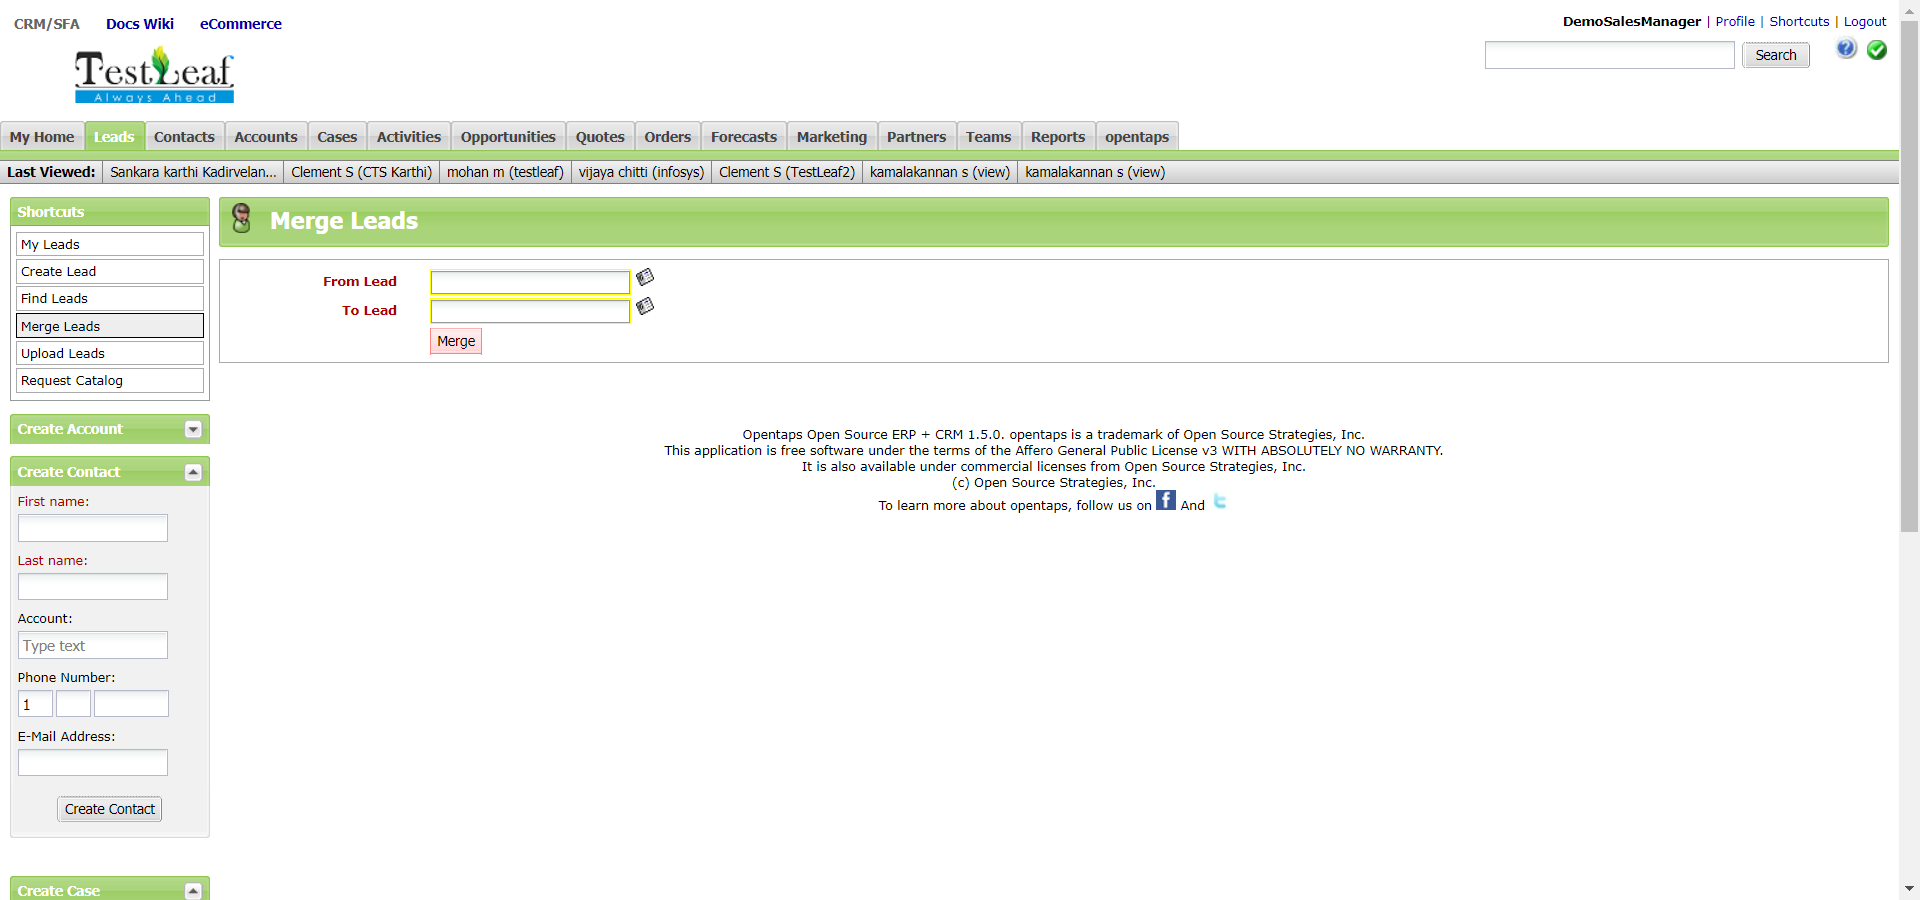 CRM/SFA Docs Wiki eCommerce
DemoSalesManager | Profile | Shortcuts | Logout
TestLeaf
Always Ahead
Search
My Home Leads Contacts Accounts Cases Activities Opportunities Quotes Orders Forecasts Marketing Partners Teams Reports opentaps
Last Viewed: Sankara karthi Kadirvelan... Clement S (CTS Karthi) mohan m (testleaf) vijaya chitti (infosys) Clement S (TestLeaf2) kamalakannan s (view) kamalakannan s (view)
Shortcuts
My Leads
Create Lead
Find Leads
Merge Leads
Upload Leads
Request Catalog
Create Account
Create Contact
First name:
Last name:
Account:
Type text
Phone Number:
1
E-Mail Address:
Create Contact
Create Case
Merge Leads
From Lead
To Lead
Merge
Opentaps Open Source ERP + CRM 1.5.0. opentaps is a trademark of Open Source Strategies, Inc.
This application is free software under the terms of the Affero General Public License v3 WITH ABSOLUTELY NO WARRANTY.
It is also available under commercial licenses from Open Source Strategies, Inc.
(c) Open Source Strategies, Inc.
To learn more about opentaps, follow us on f And t